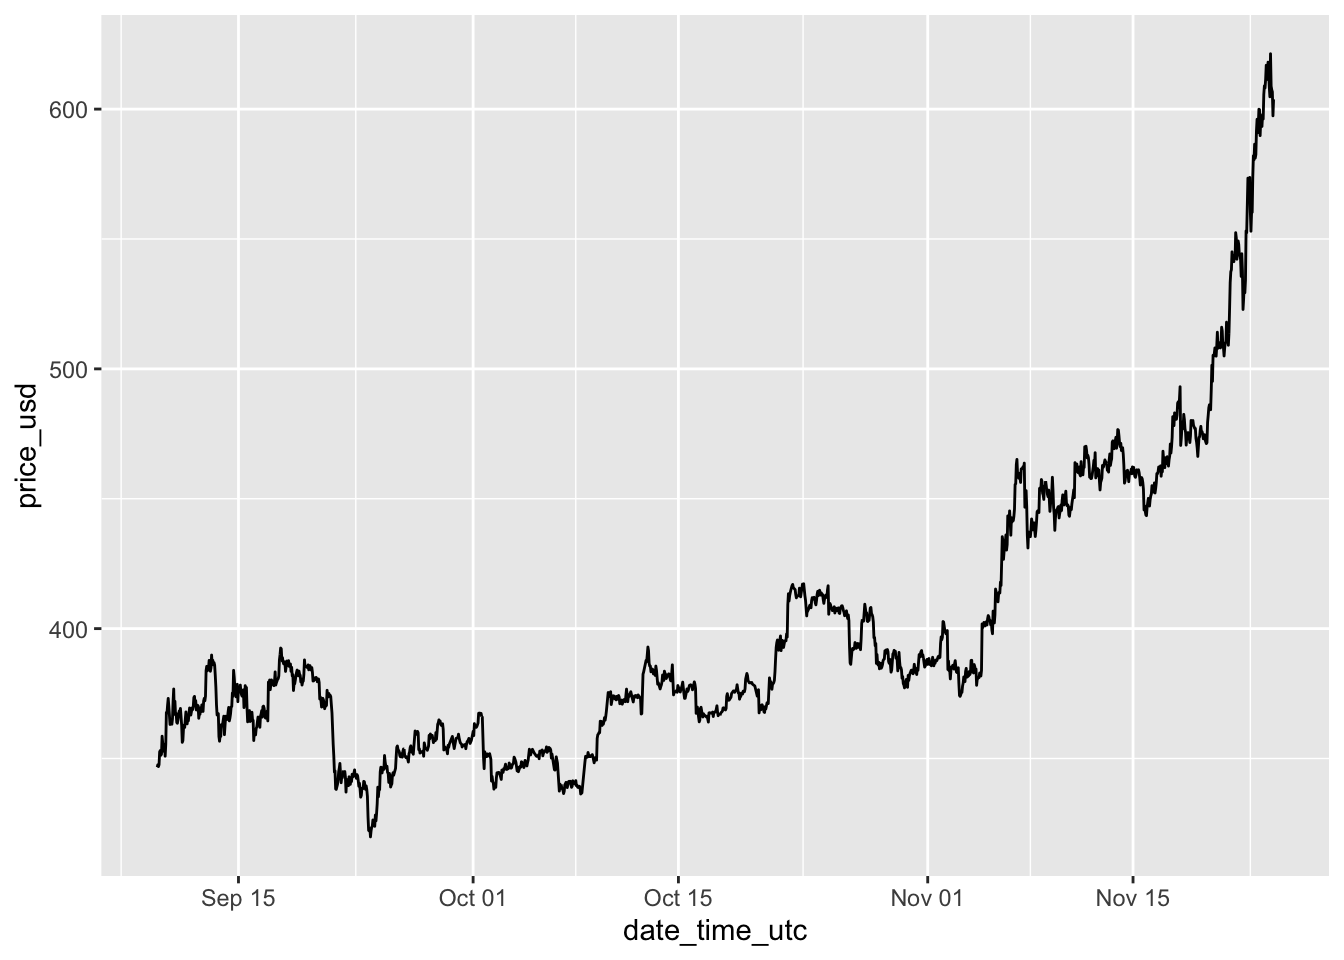 600
500
400
price_usd
Sep 15
Oct 01
Oct 15
Nov 01
Nov 15
date_time_utc